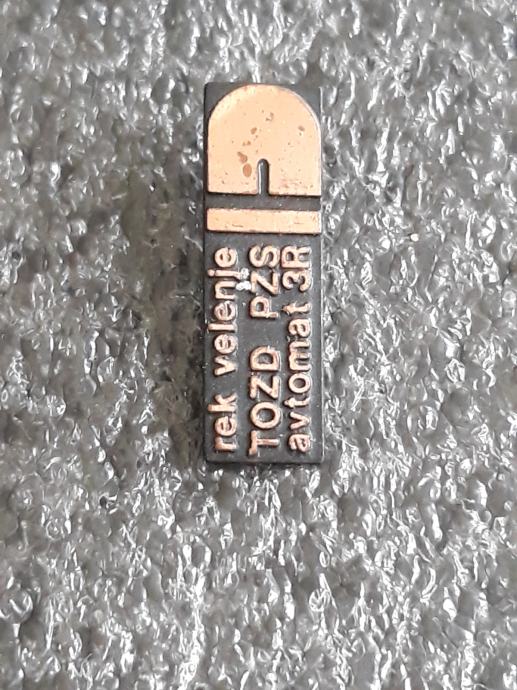 rek velenje
TOZD PZS
avtomat 3R